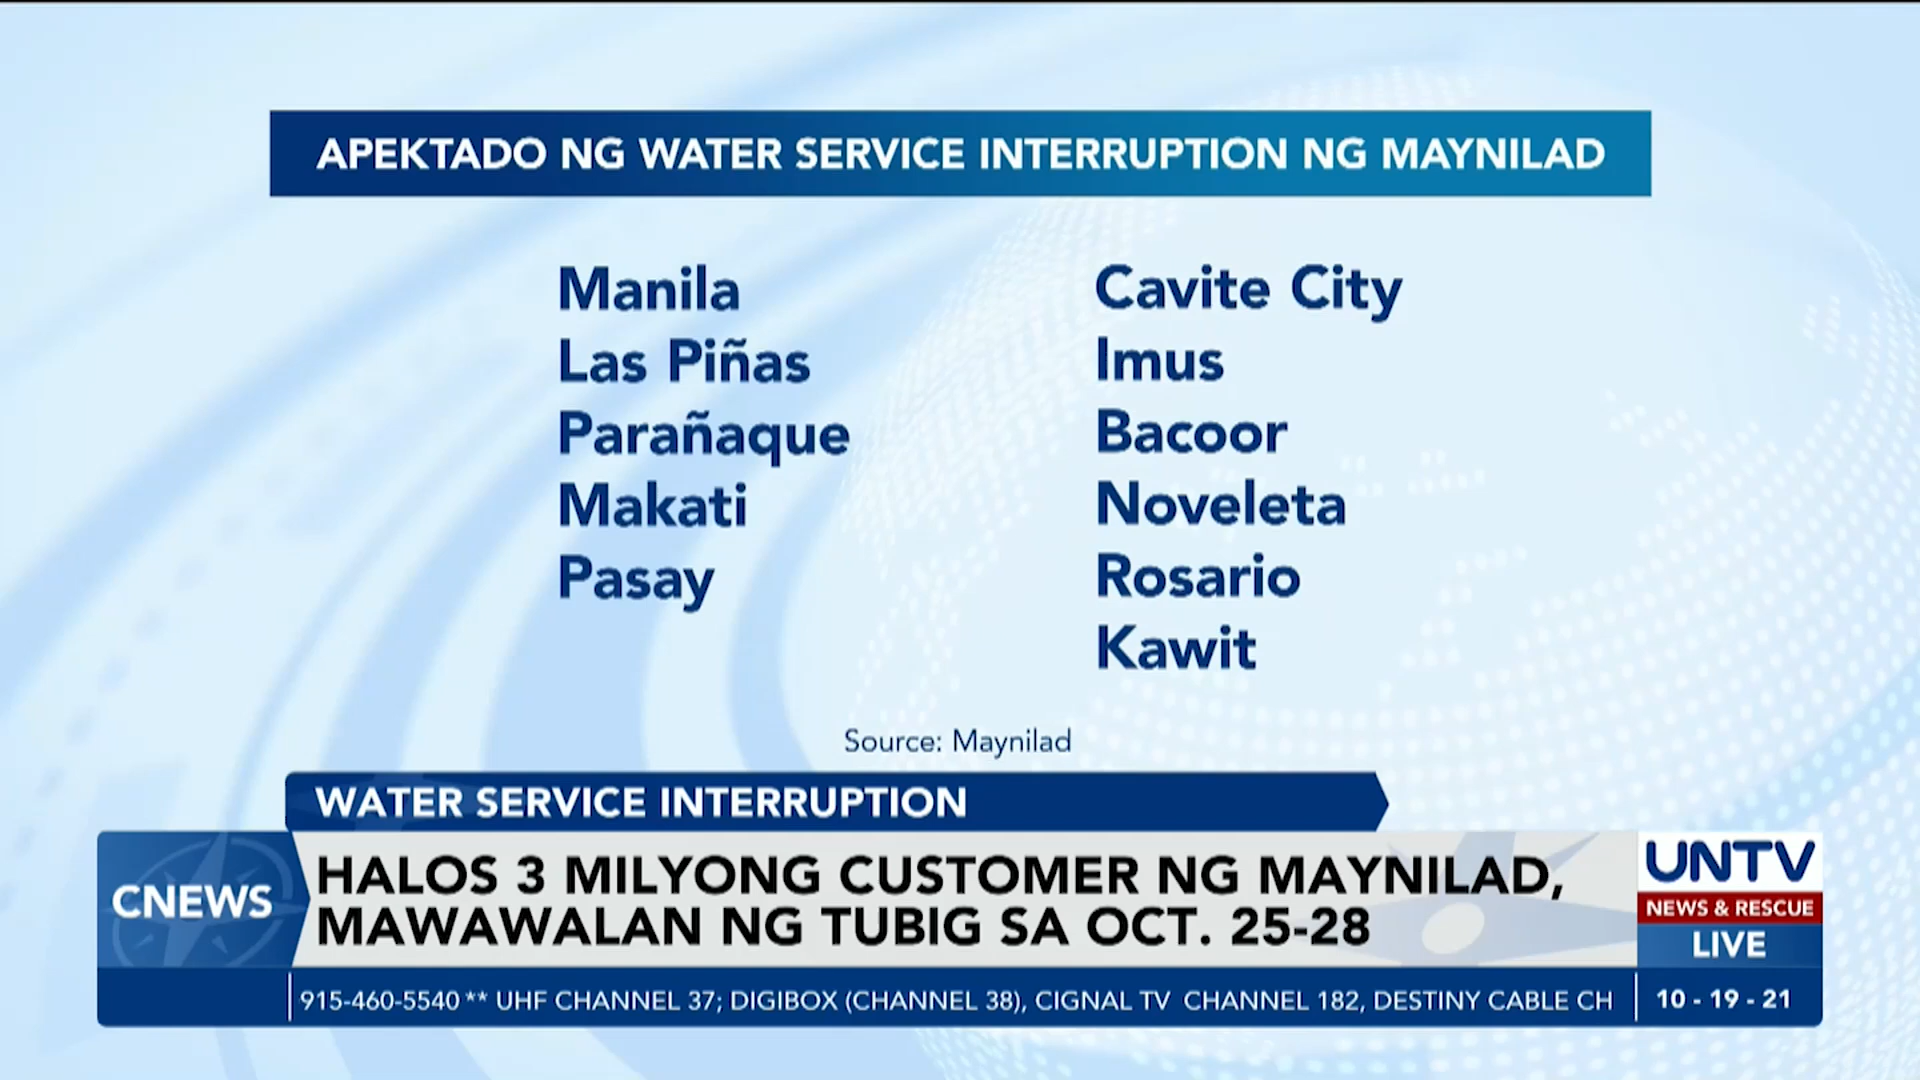 APEKTADO NG WATER SERVICE INTERRUPTION NG MAYNILAD
Manila
Las Piñas
Parañaque
Makati
Pasay
Cavite City
Imus
Bacoor
Noveleta
Rosario
Kawit
Source: Maynilad
WATER SERVICE INTERRUPTION
CNEWS
HALOS 3 MILYONG CUSTOMER NG MAYNILAD,
MAWAWALAN NG TUBIG SA OCT. 25-28
UNTV
NEWS & RESCUE
LIVE
915-460-5540 ** UHF CHANNEL 37; DIGIBOX (CHANNEL 38), CIGNAL TV CHANNEL 182, DESTINY CABLE CH
10 - 19 - 21